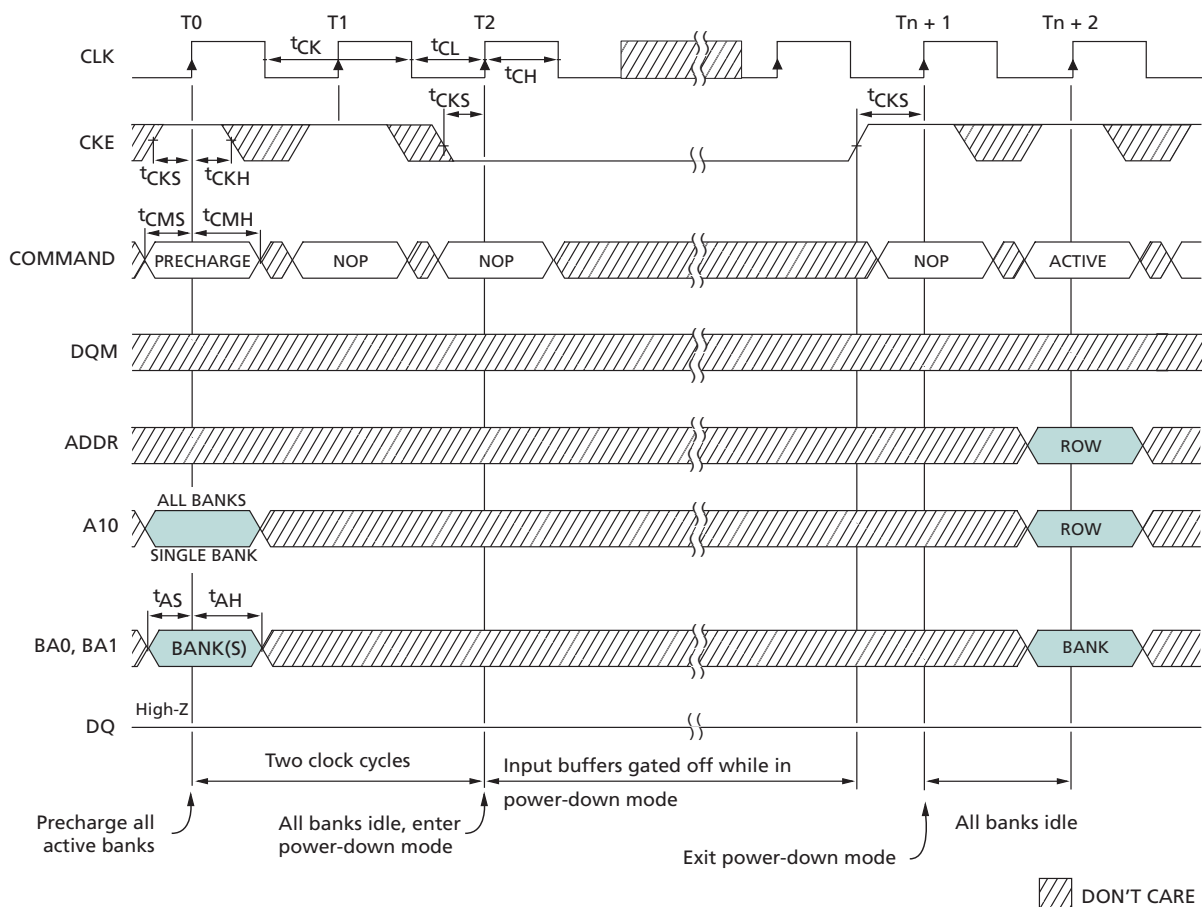 T0 T1 T2 Tn + 1 Tn + 2
CLK
tCK
tCL
tCH
tCKS
tCKS
CKE
tCKS
tCKH
tCMS
tCMH
COMMAND PRECHARGE NOP NOP NOP ACTIVE
DQM
ADDR ROW
ALL BANKS
A10 ROW
SINGLE BANK
tAS
tAH
BA0, BA1 BANK(S) BANK
High-Z
DQ
Two clock cycles
Input buffers gated off while in
power-down mode
Precharge all
active banks
All banks idle, enter
power-down mode
Exit power-down mode
All banks idle
DON'T CARE